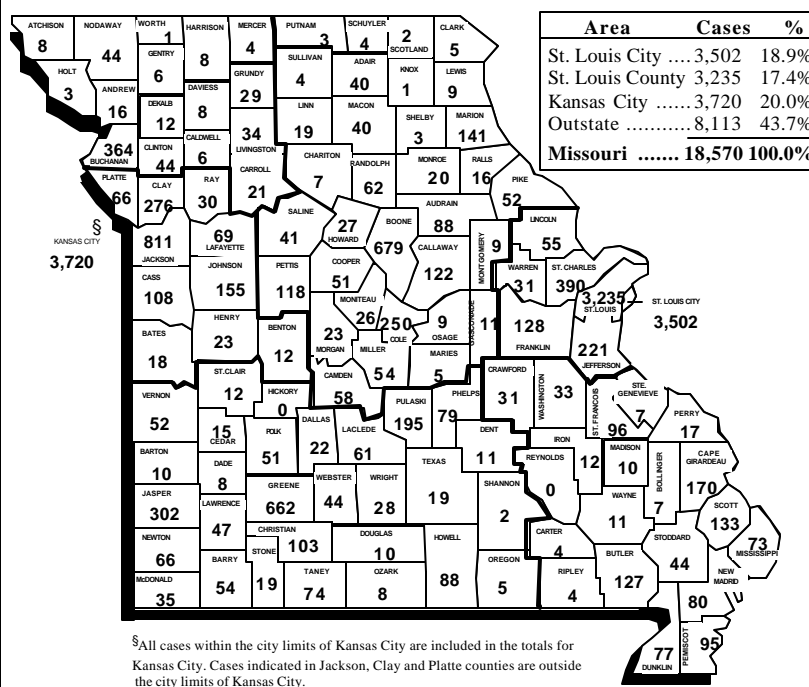 Area Cases %
St. Louis City .... 3,502 18.9%
St. Louis County 3,235 17.4%
Kansas City ...... 3,720 20.0%
Outstate ........... 8,113 43.7%
Missouri ....... 18,570 100.0%
ATCHISON
8
NODAWAY
44
WORTH
1
HARRISON
8
MERCER
4
PUTNAM
3
SCHUYLER
4
2
SCOTLAND
CLARK
5
HOLT
3
GENTRY
6
ANDREW
16
DEKALB
12
DAVIESS
8
GRUNDY
29
SULLIVAN
4
ADAIR
40
KNOX
1
LEWIS
9
364
BUCHANAN
CLINTON
44
CALDWELL
6
34
LIVINGSTON
LINN
19
MACON
40
SHELBY
3
MARION
141
PLATTE
66
CLAY
276
RAY
30
CARROLL
21
CHARITON
7
RANDOLPH
62
MONROE
20
RALLS
16
PIKE
52
§
KANSAS CITY
3,720
811
JACKSON
69
LAFAYETTE
SALINE
41
27
HOWARD
BOONE
679
AUDRAIN
88
CALLAWAY
122
MONTGOMERY
9
LINCOLN
55
WARREN
31
ST. CHARLES
390
3,235
ST.LOUIS
ST. LOUIS CITY
3,502
CASS
108
JOHNSON
155
PETTIS
118
COOPER
51
MONITEAU
26
250
COLE
9
OSAGE
GASCONADE
11
128
FRANKLIN
221
JEFFERSON
BATES
18
HENRY
23
BENTON
12
23
MORGAN
MILLER
54
MARIES
5
CAMDEN
58
ST.CLAIR
12
HICKORY
0
PULASKI
195
PHELPS
79
CRAWFORD
31
WASHINGTON
33
ST. FRANCOIS
96
STE.
GENEVIEVE
7
PERRY
17
VERNON
52
15
CEDAR
POLK
51
DALLAS
22
LACLEDE
61
DENT
11
IRON
12
MADISON
10
BOLLINGER
7
CAPE
GIRARDEAU
170
BARTON
10
DADE
8
GREENE
662
WEBSTER
44
WRIGHT
28
TEXAS
19
SHANNON
2
REYNOLDS
0
WAYNE
11
SCOTT
133
JASPER
302
LAWRENCE
47
CHRISTIAN
103
DOUGLAS
10
HOWELL
88
CARTER
4
BUTLER
127
STODDARD
44
73
MISSISSIPPI
NEWTON
66
BARRY
54
STONE
19
TANEY
74
OZARK
8
OREGON
5
RIPLEY
4
NEW
MADRID
80
McDONALD
35
77
DUNKLIN
PEMISCOT
95
§All cases within the city limits of Kansas City are included in the totals for
Kansas City. Cases indicated in Jackson, Clay and Platte counties are outside
the city limits of Kansas City.